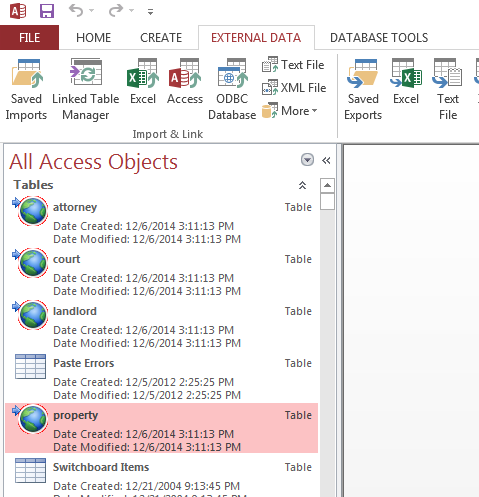 FILE HOME CREATE EXTERNAL DATA DATABASE TOOLS
Saved Imports
Linked Table Manager
Excel
Access
ODBC Database
Text File
XML File
More
Saved Exports
Excel
Text File
Import & Link
All Access Objects
Tables
attorney Table
Date Created: 12/6/2014 3:11:13 PM
Date Modified: 12/6/2014 3:11:13 PM
court Table
Date Created: 12/6/2014 3:11:13 PM
Date Modified: 12/6/2014 3:11:13 PM
landlord Table
Date Created: 12/6/2014 3:11:13 PM
Date Modified: 12/6/2014 3:11:13 PM
Paste Errors Table
Date Created: 12/5/2012 2:25:25 PM
Date Modified: 12/5/2012 2:25:25 PM
property Table
Date Created: 12/6/2014 3:11:13 PM
Date Modified: 12/6/2014 3:11:13 PM
Switchboard Items Table
Date Created: 12/21/2004 9:13:45 PM